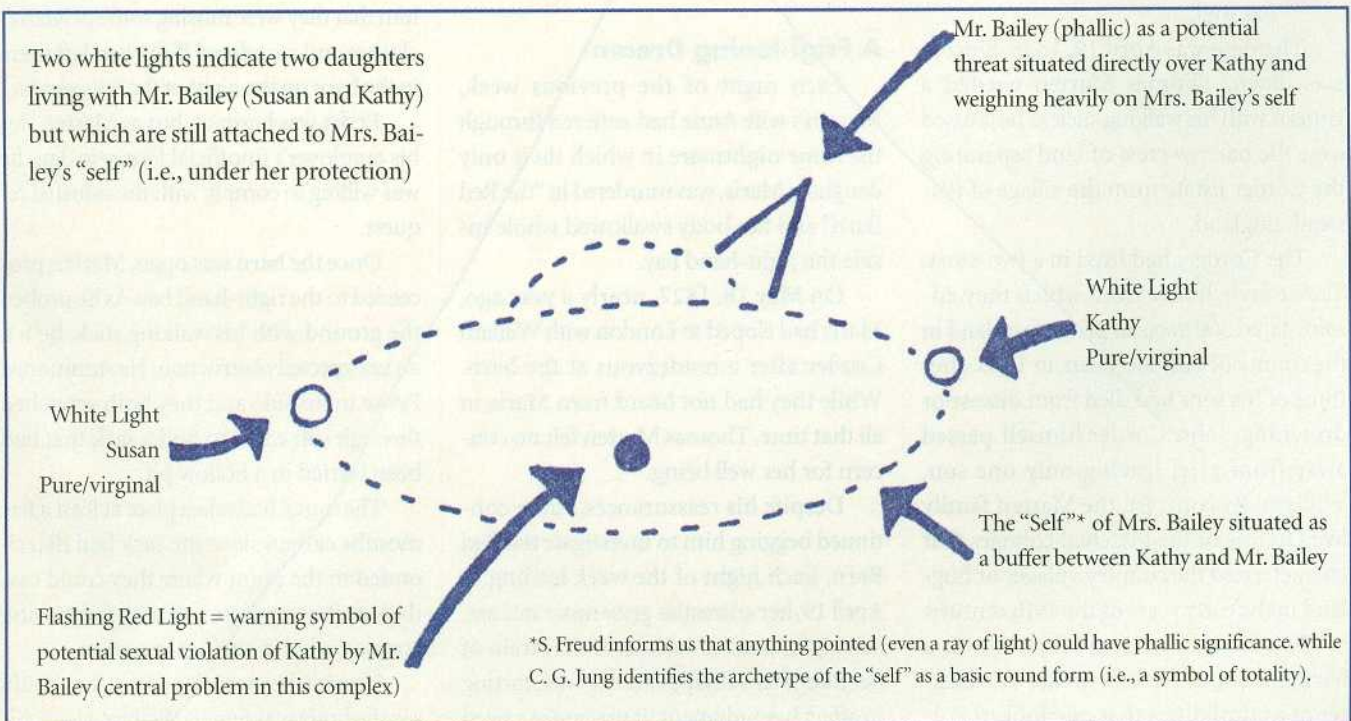 Two white lights indicate two daughters
living with Mr. Bailey (Susan and Kathy)
but which are still attached to Mrs. Bai-
ley's "self" (i.e., under her protection)
Mr. Bailey (phallic) as a potential
threat situated directly over Kathy and
weighing heavily on Mrs. Bailey's self
White Light
Kathy
Pure/virginal
White Light
Susan
Pure/virginal
The "Self"* of Mrs. Bailey situated as
a buffer between Kathy and Mr. Bailey
Flashing Red Light = warning symbol of
potential sexual violation of Kathy by Mr.
Bailey (central problem in this complex)
*S. Freud informs us that anything pointed (even a ray of light) could have phallic significance, while
C. G. Jung identifies the archetype of the "self" as a basic round form (i.e., a symbol of totality).